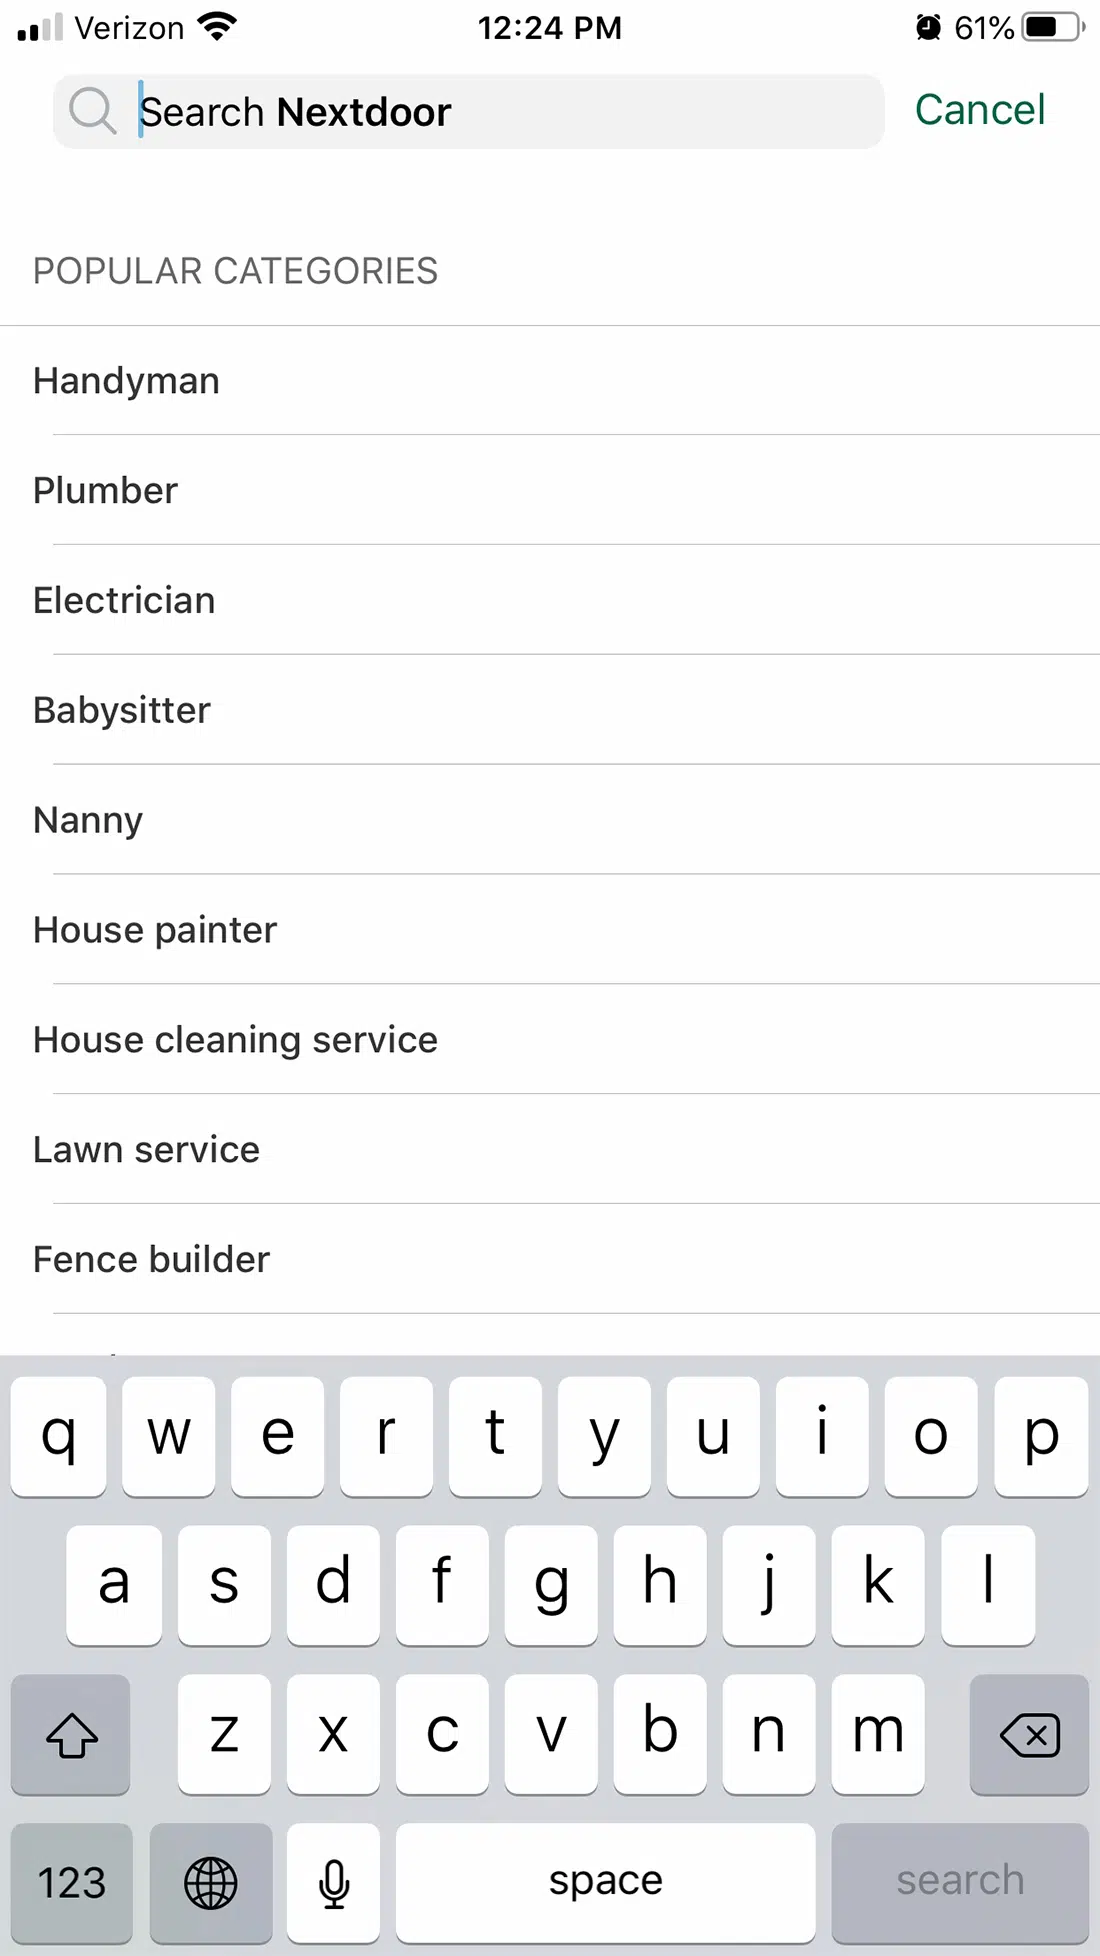 Verizon 12:24 PM 61%
Search Nextdoor Cancel
POPULAR CATEGORIES
Handyman
Plumber
Electrician
Babysitter
Nanny
House painter
House cleaning service
Lawn service
Fence builder
q w e r t y u i o p
a s d f g h j k l
z x c v b n m
123 space search